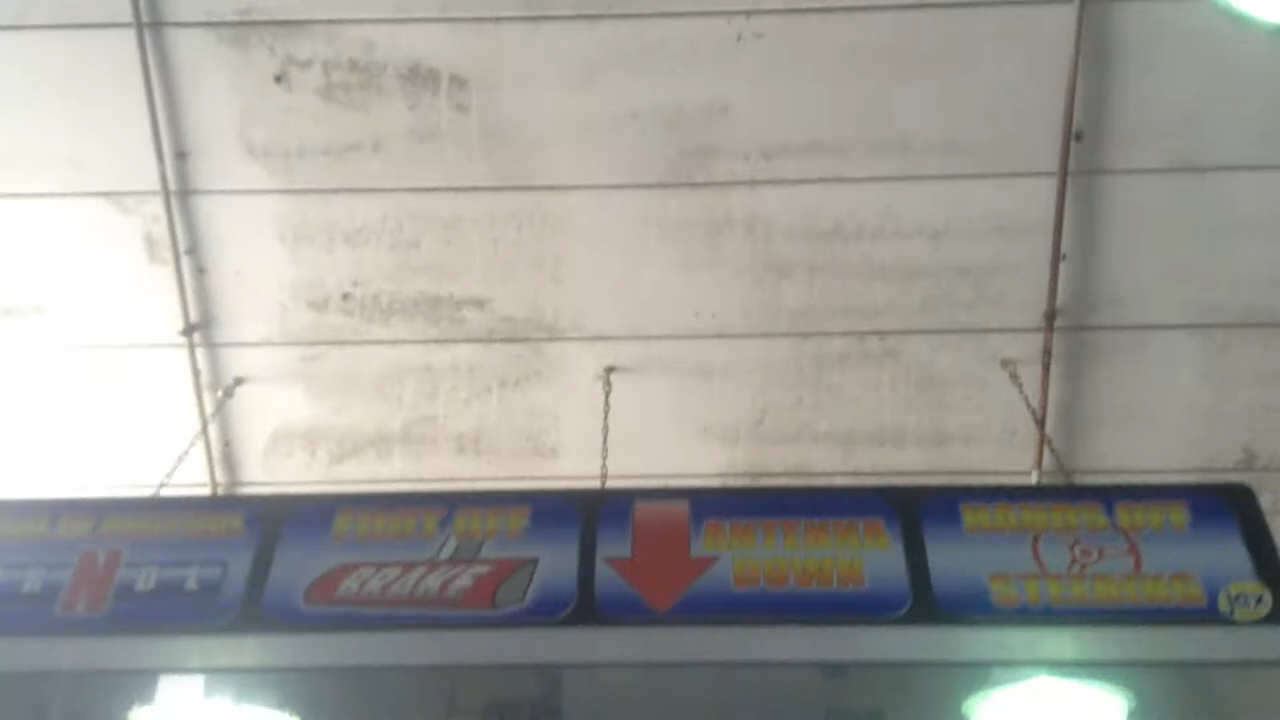 N O L
FOOT OFF
BRAKE
ANTENNA
DOWN
HANDS OFF
STEERING